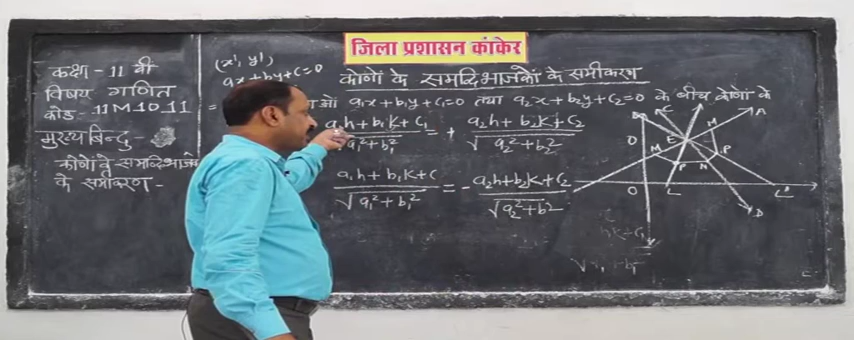 जिला प्रशासन कांकेर
कक्षा - 11 वी
विषय गणित
कोड - 11M1011
मुख्य बिन्दु -
कोणों के समद्विभाजको
के समीकरण -
(x', y')
ax + by + c = 0
कोणों के समद्विभाजकों के समीकरण
a₁x + b₁y + c₁ = 0 तथा a₂x + b₂y + c₂ = 0 के बीच कोणों के
a₁h + b₁k + c₁ / √a₁² + b₁² = + a₂h + b₂k + c₂ / √a₂² + b₂²
a₁h + b₁k + c / √a₁² + b₁² = - a₂h + b₂k + c₂ / √a₂² + b₂²
B C M A
O E
M P N P
O L
D